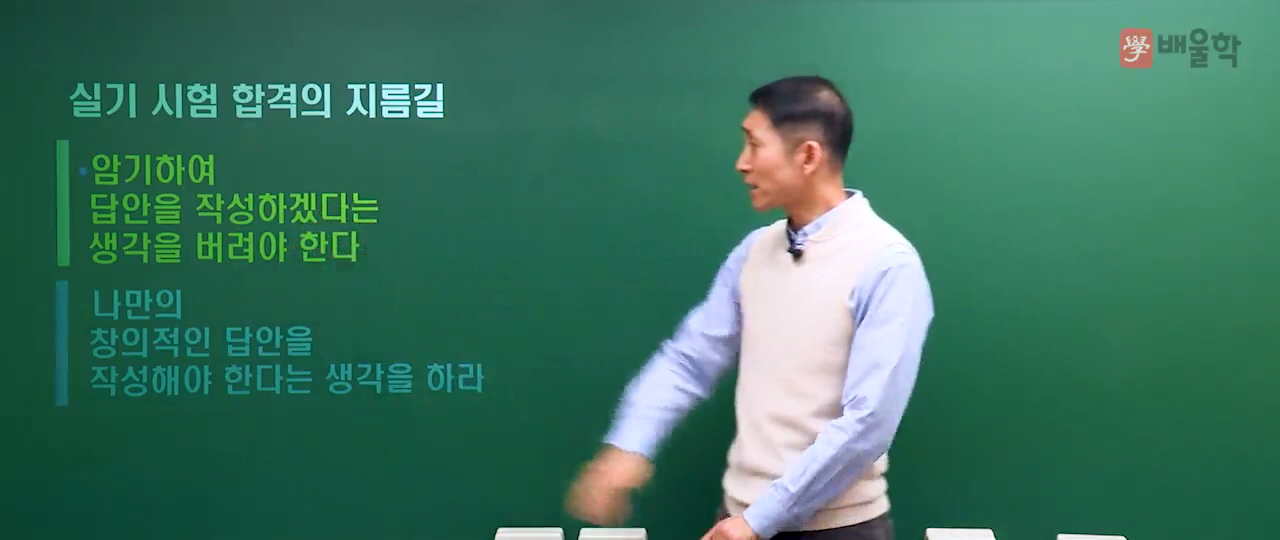 學 배울학
실기 시험 합격의 지름길
·암기하여
답안을 작성하겠다는
생각을 버려야 한다
나만의
창의적인 답안을
작성해야 한다는 생각을 하라